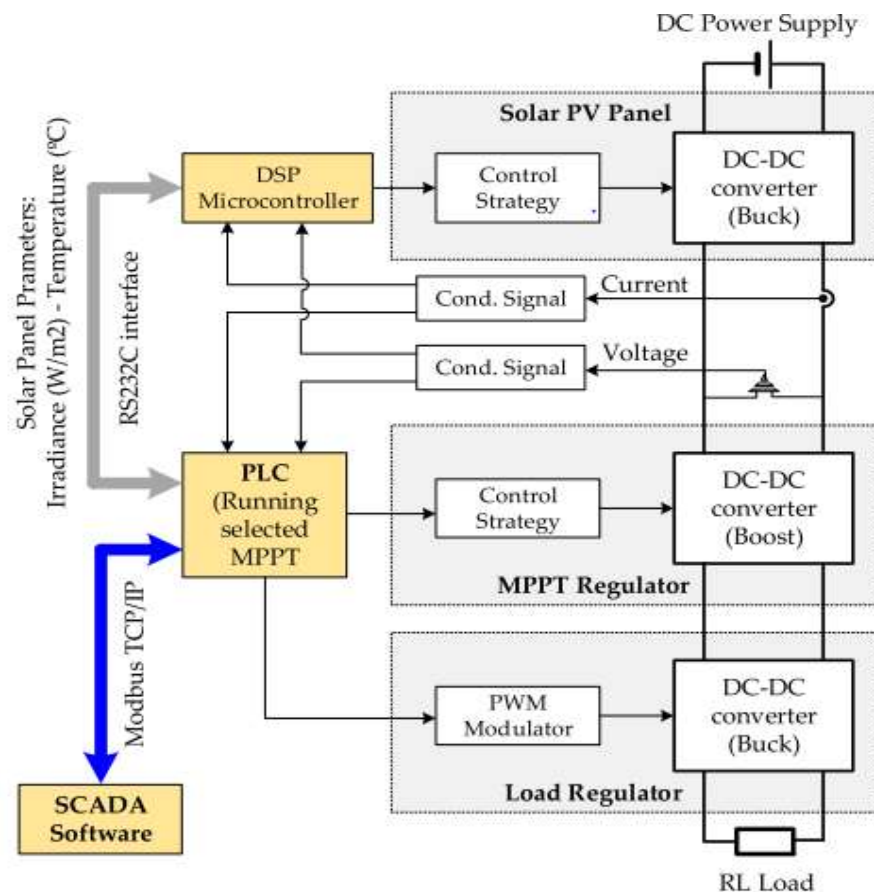 DC Power Supply
Solar PV Panel
DSP
Microcontroller
Control
Strategy
DC-DC
converter
(Buck)
Solar Panel Prameters:
Irradiance (W/m2) - Temperature (ºC)
RS232C interface
Cond. Signal
Current
Cond. Signal
Voltage
PLC
(Running
selected
MPPT
Control
Strategy
DC-DC
converter
(Boost)
MPPT Regulator
Modbus TCP/IP
PWM
Modulator
DC-DC
converter
(Buck)
Load Regulator
SCADA
Software
RL Load